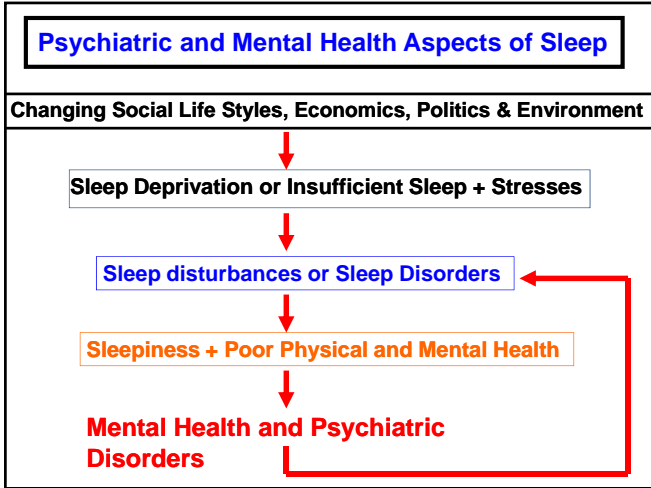 Psychiatric and Mental Health Aspects of Sleep
Changing Social Life Styles, Economics, Politics & Environment
Sleep Deprivation or Insufficient Sleep + Stresses
Sleep disturbances or Sleep Disorders
Sleepiness + Poor Physical and Mental Health
Mental Health and Psychiatric
Disorders